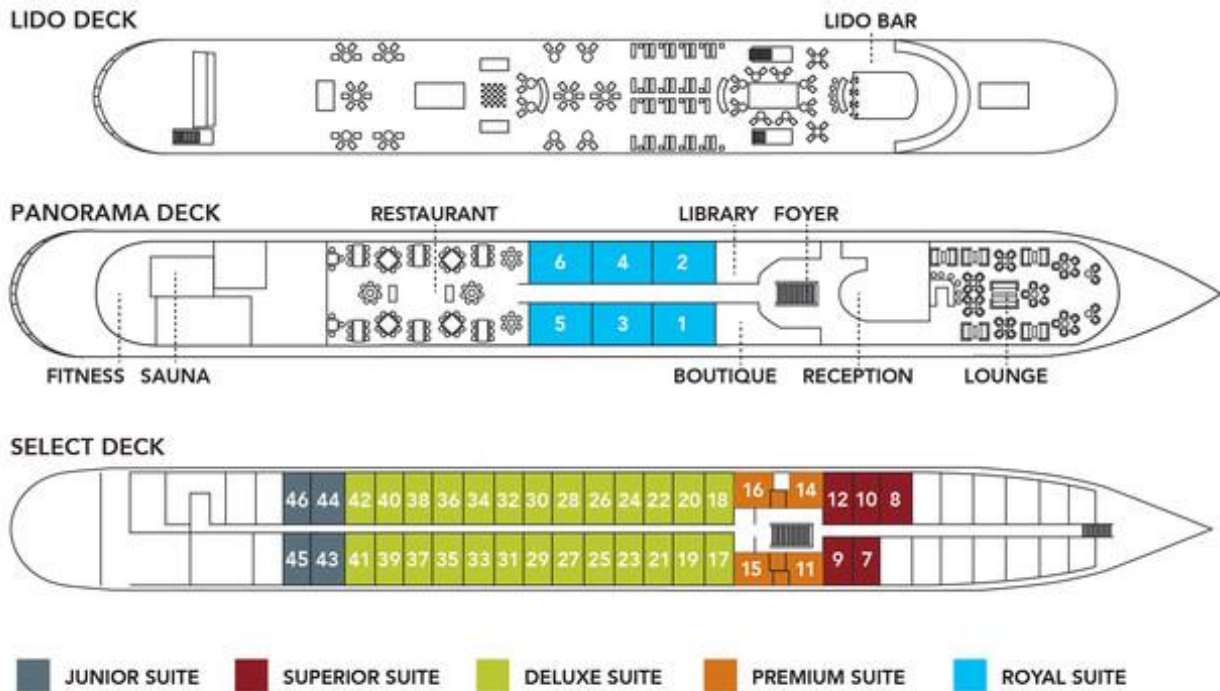 LIDO DECK
LIDO BAR
PANORAMA DECK
RESTAURANT
LIBRARY FOYER
6 4 2
5 3 1
FITNESS SAUNA
BOUTIQUE RECEPTION LOUNGE
SELECT DECK
46 44 42 40 38 36 34 32 30 28 26 24 22 20 18 16 14 12 10 8
45 43 41 39 37 35 33 31 29 27 25 23 21 19 17 15 11 9 7
JUNIOR SUITE SUPERIOR SUITE DELUXE SUITE PREMIUM SUITE ROYAL SUITE